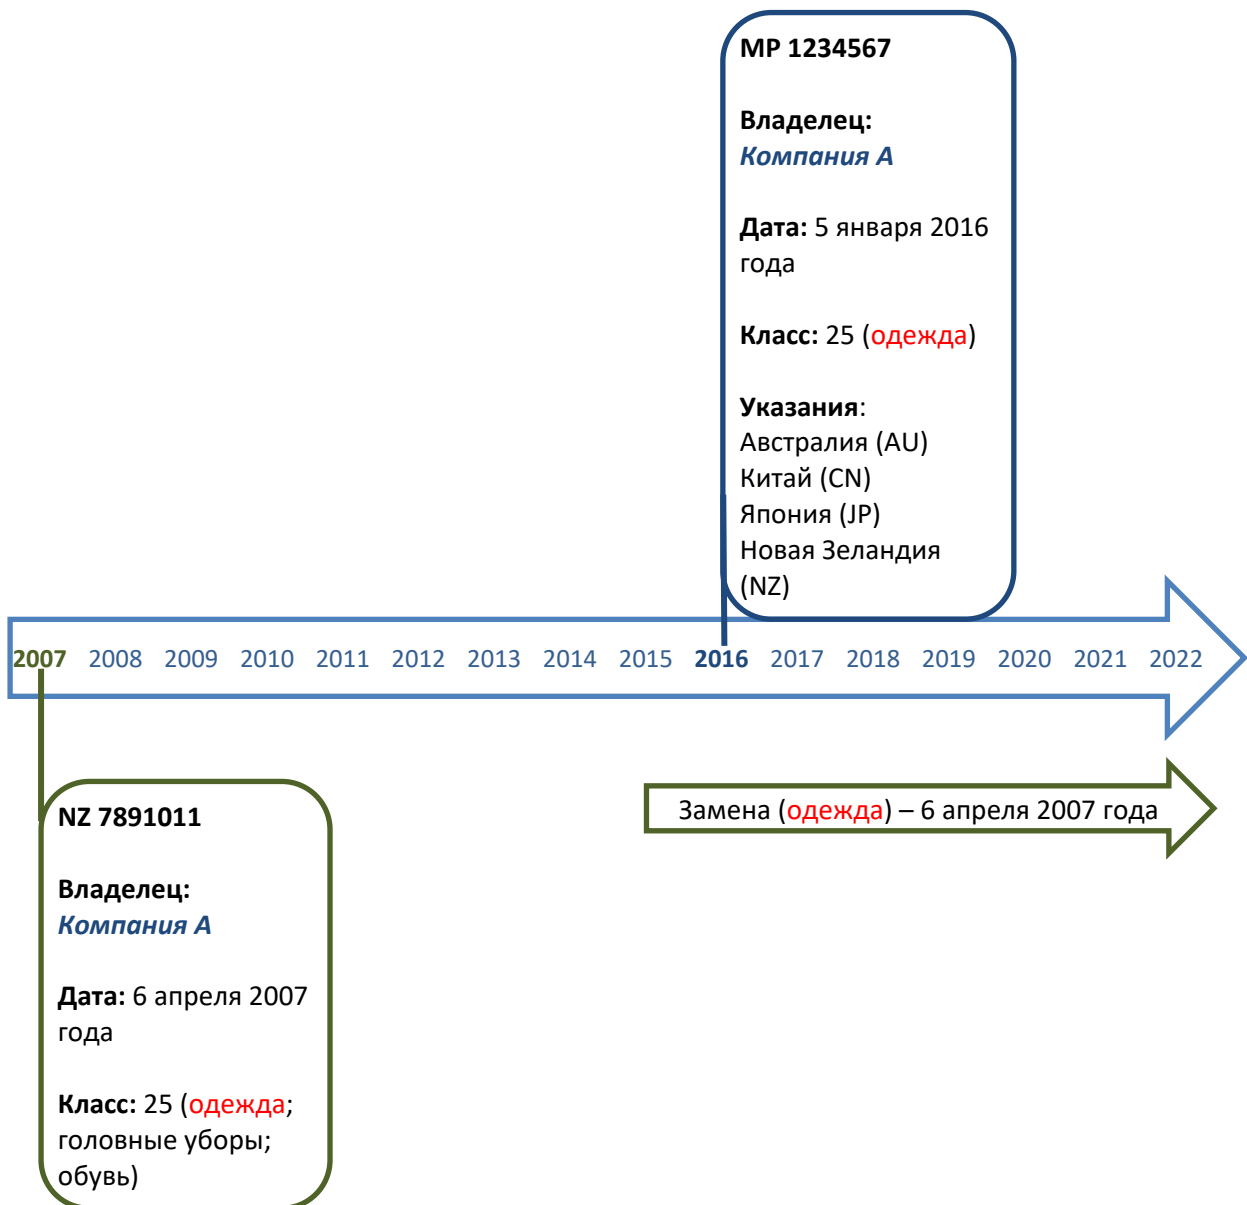 МР 1234567
Владелец:
Компания А
Дата: 5 января 2016
года
Класс: 25 (одежда)
Указания:
Австралия (AU)
Китай (CN)
Япония (JP)
Новая Зеландия
(NZ)
2007 2008 2009 2010 2011 2012 2013 2014 2015 2016 2017 2018 2019 2020 2021 2022
Замена (одежда) – 6 апреля 2007 года
NZ 7891011
Владелец:
Компания А
Дата: 6 апреля 2007
года
Класс: 25 (одежда;
головные уборы;
обувь)